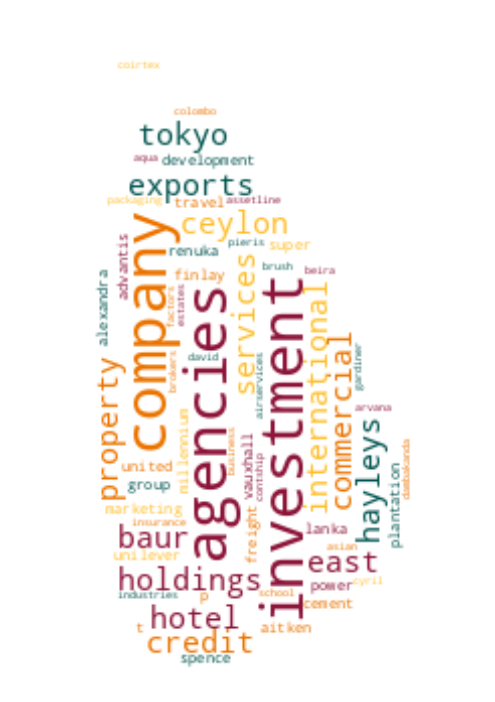 coirtex
colombo
tokyo
aqua
development
exports
packaging
travel
assetline
company
ceylon
advantis
renuka
pieris
super
services
brush
beira
finlay
alexandra
factors
estates
agencies
investment
international
david
brokers
airservices
commercial
gardiner
property
arvana
millennium
business
vauxhall
contship
hayleys
dambakanda
united
group
plantation
marketing
insurance
freight
baur
lanka
unilever
asian
east
holdings
power
cyril
industries
p
school
cement
hotel
t
credit
aitken
spence